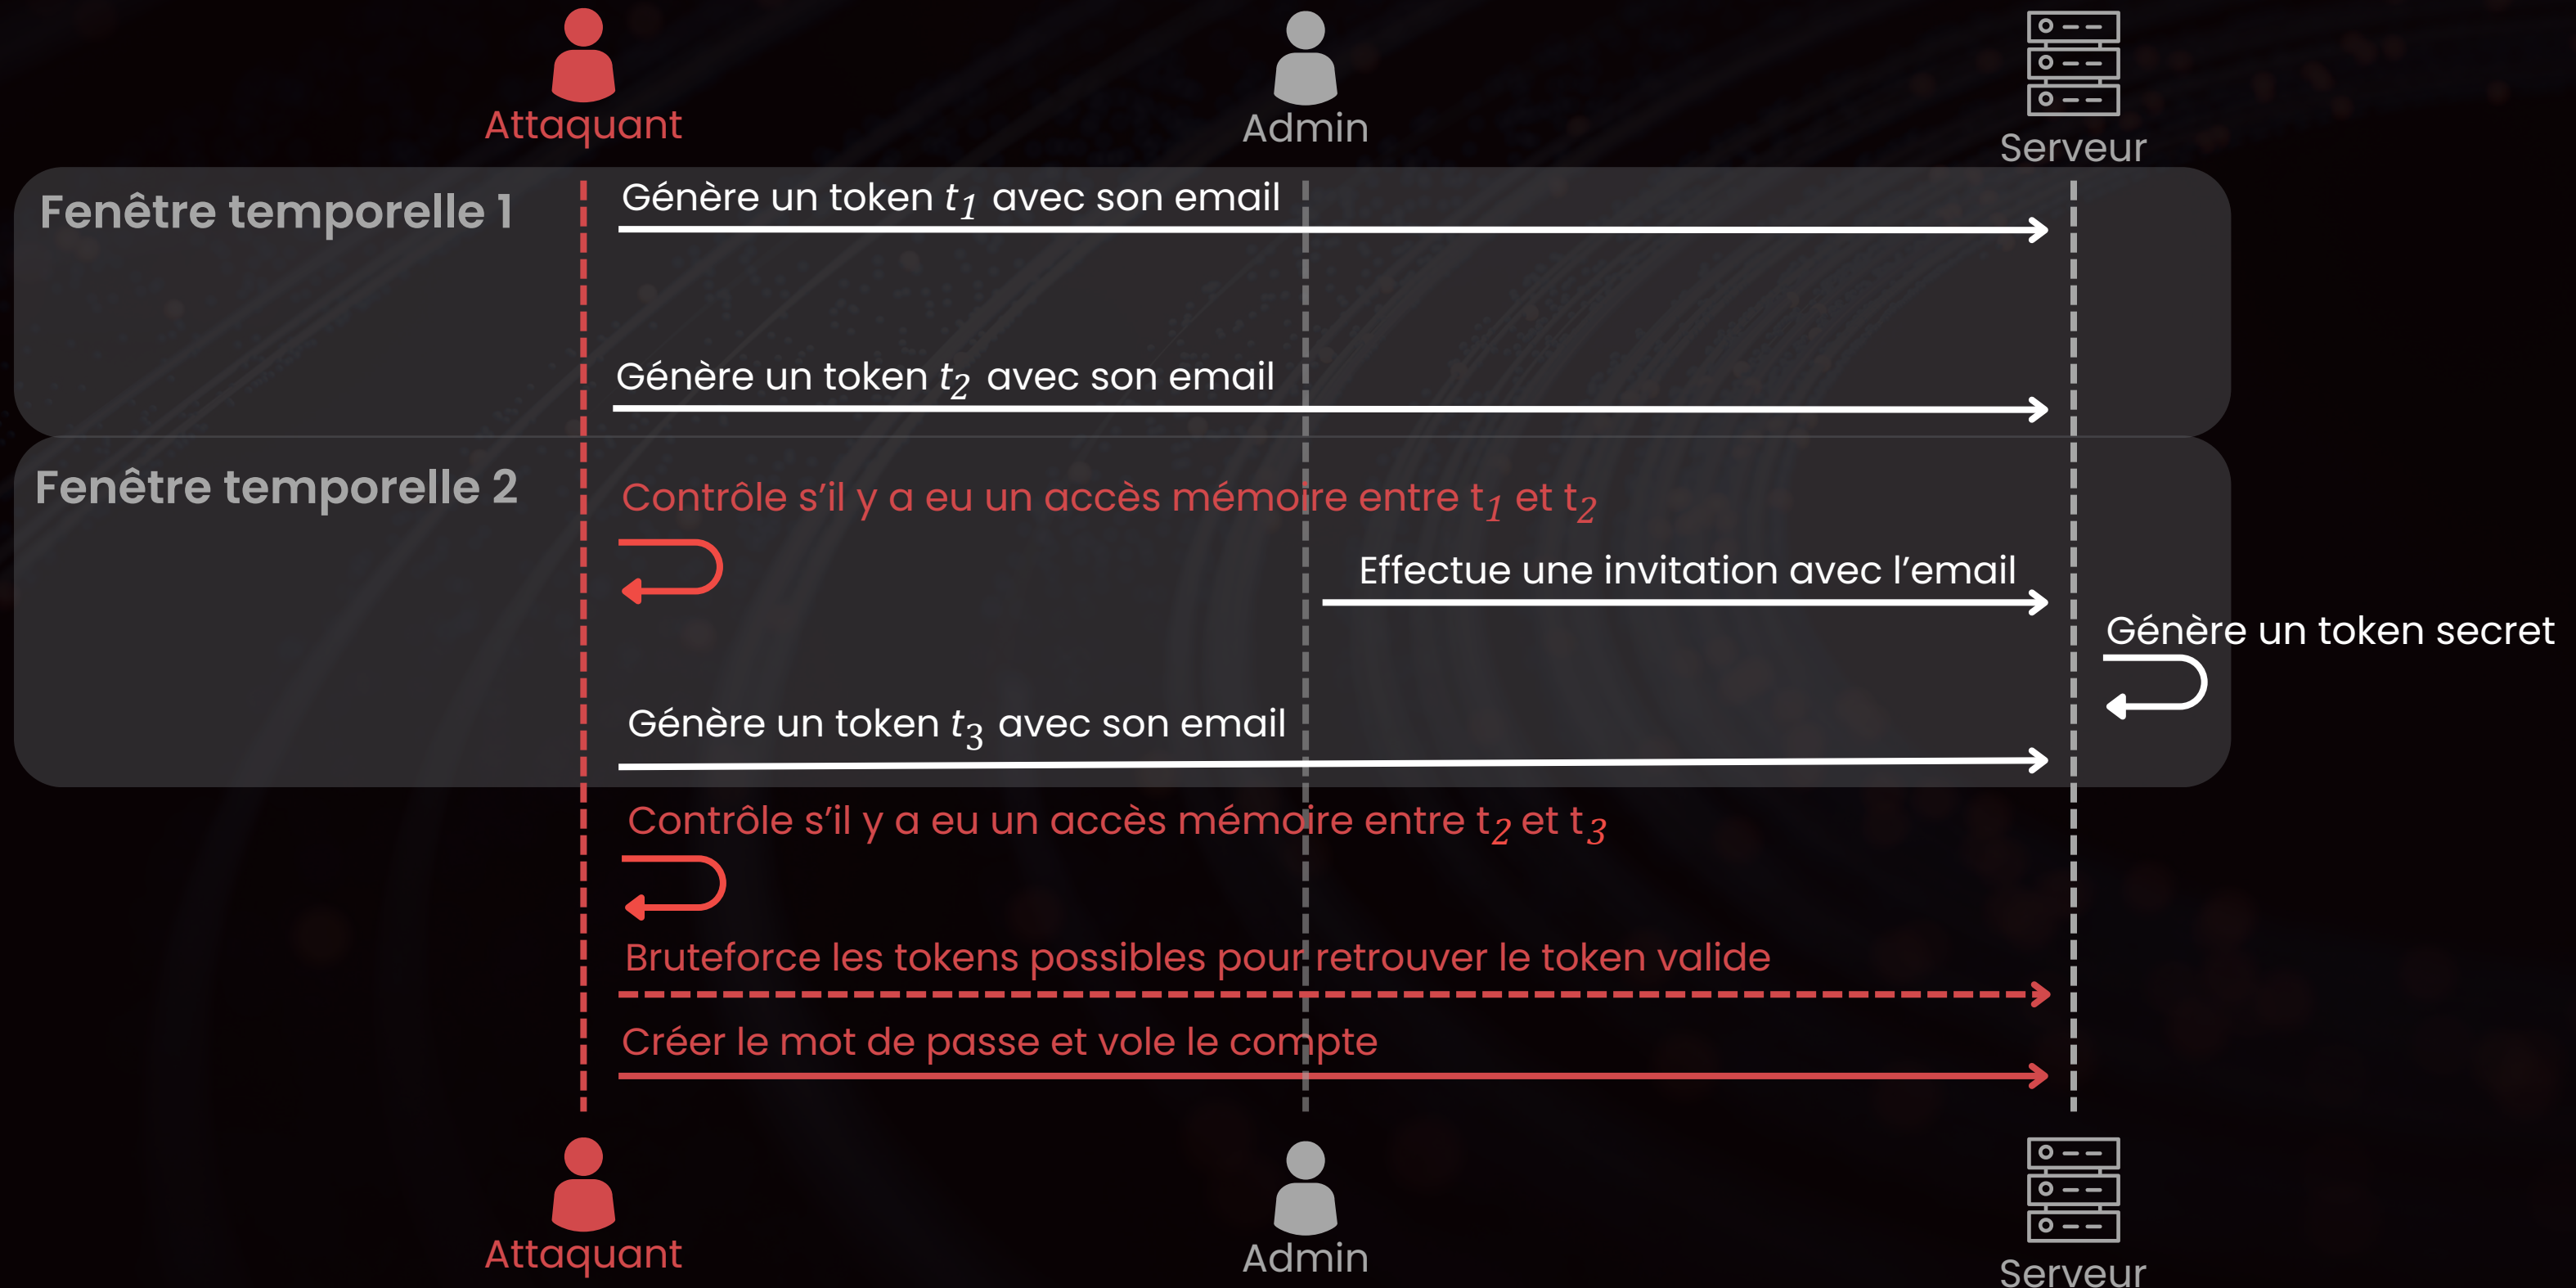 Attaquant
Admin
Serveur
Fenêtre temporelle 1
Génère un token t1 avec son email
Génère un token t2 avec son email
Fenêtre temporelle 2
Contrôle s’il y a eu un accès mémoire entre t1 et t2
Effectue une invitation avec l’email
Génère un token secret
Génère un token t3 avec son email
Contrôle s’il y a eu un accès mémoire entre t2 et t3
Bruteforce les tokens possibles pour retrouver le token valide
Créer le mot de passe et vole le compte
Attaquant
Admin
Serveur